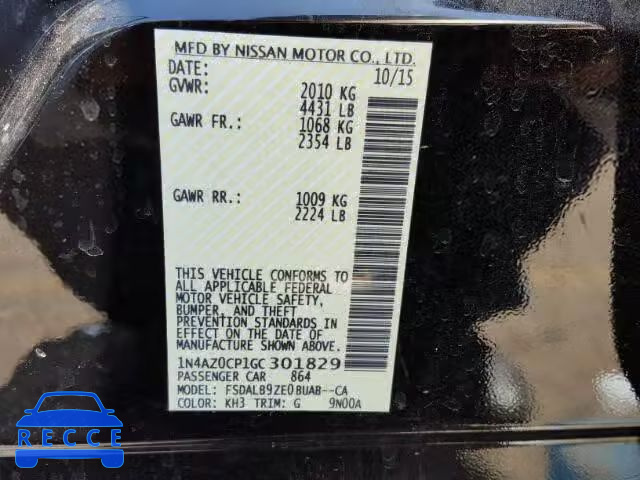 MFD BY NISSAN MOTOR CO., LTD.
DATE: 10/15
GVWR: 2010 KG
4431 LB
GAWR FR.: 1068 KG
2354 LB
GAWR RR.: 1009 KG
2224 LB
THIS VEHICLE CONFORMS TO
ALL APPLICABLE FEDERAL
MOTOR VEHICLE SAFETY,
BUMPER, AND THEFT
PREVENTION STANDARDS IN
EFFECT ON THE DATE OF
MANUFACTURE SHOWN ABOVE.
1N4AZ0CP1GC301829
PASSENGER CAR 864
MODEL: FSDALB9ZE0BUAB--CA
COLOR: KH3 TRIM: G 9N00A
RECCE